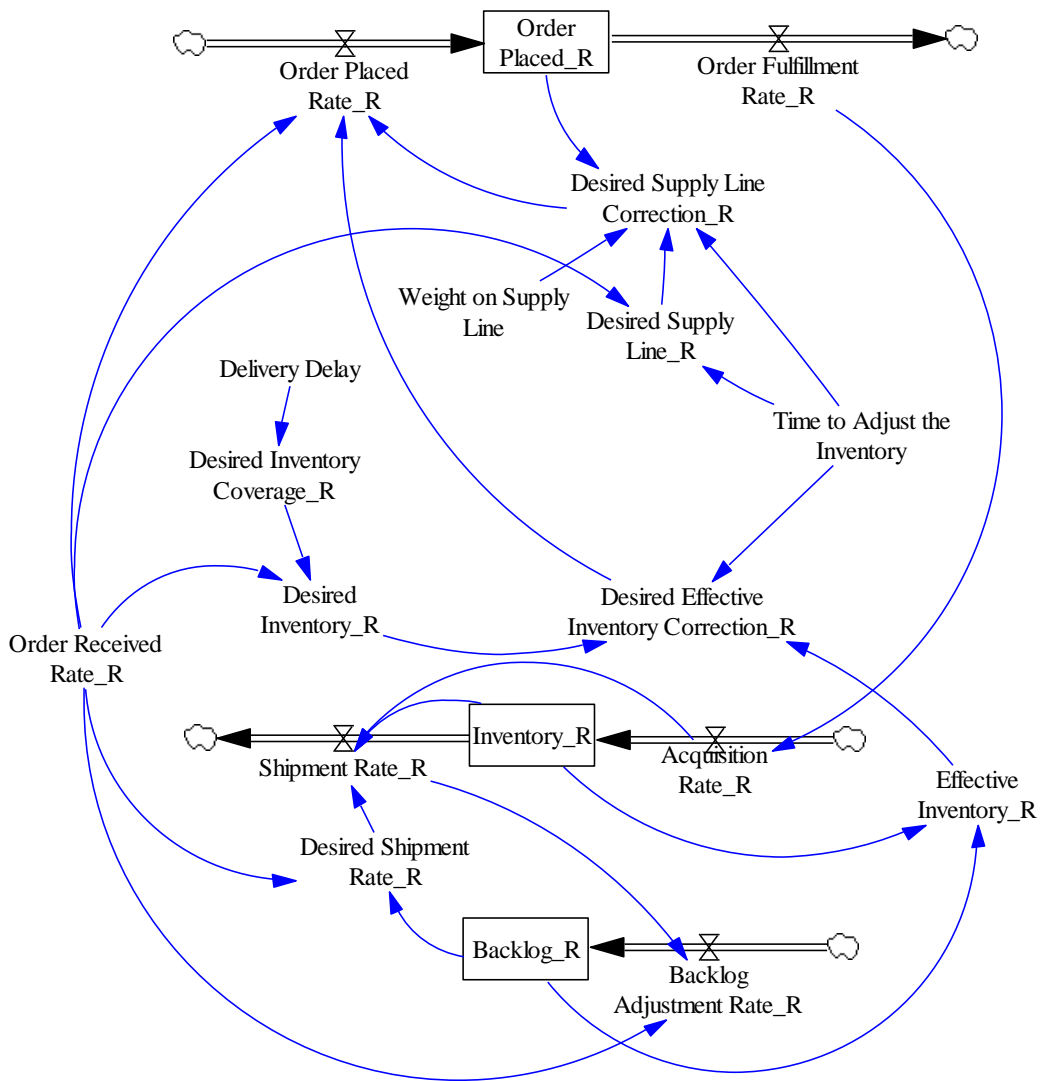 Order
Placed_R
Order Placed
Rate_R
Order Fulfillment
Rate_R
Desired Supply Line
Correction_R
Weight on Supply
Line
Desired Supply
Line_R
Delivery Delay
Time to Adjust the
Inventory
Desired Inventory
Coverage_R
Desired
Inventory_R
Desired Effective
Inventory Correction_R
Order Received
Rate_R
Inventory_R
Shipment Rate_R
Acquisition
Rate_R
Effective
Inventory_R
Desired Shipment
Rate_R
Backlog_R
Backlog
Adjustment Rate_R